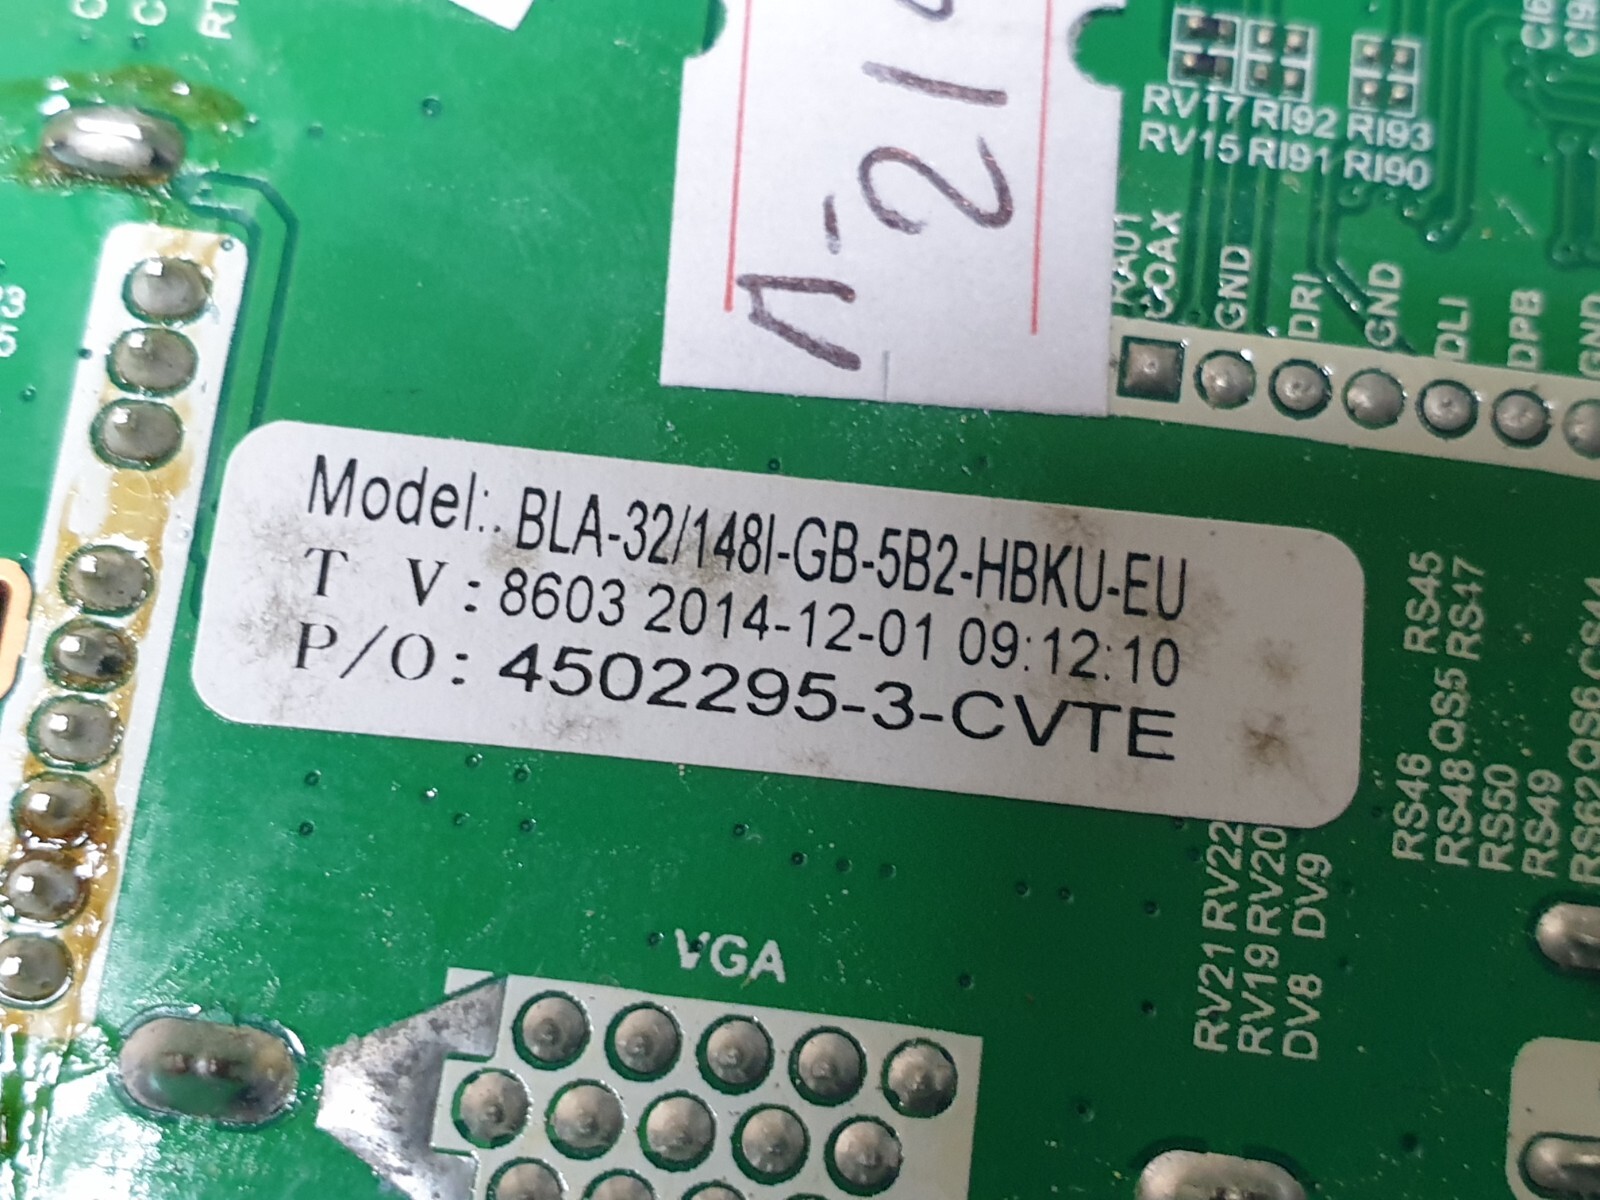 RV17 RI92 RI93
RV15 RI91 RI90
COAX
GND
DRI
GND
DLI
DPB
GND
Model:. BLA-32/148I-GB-5B2-HBKU-EU
T V: 8603 2014-12-01 09:12:10
P/O: 4502295-3-CVTE
RS45
RS46
RS47
RS48 QS5
RS50
RS49
RS62 QS6 CS44
RV21 RV22
RV19 RV20
DV8 DV9
VGA